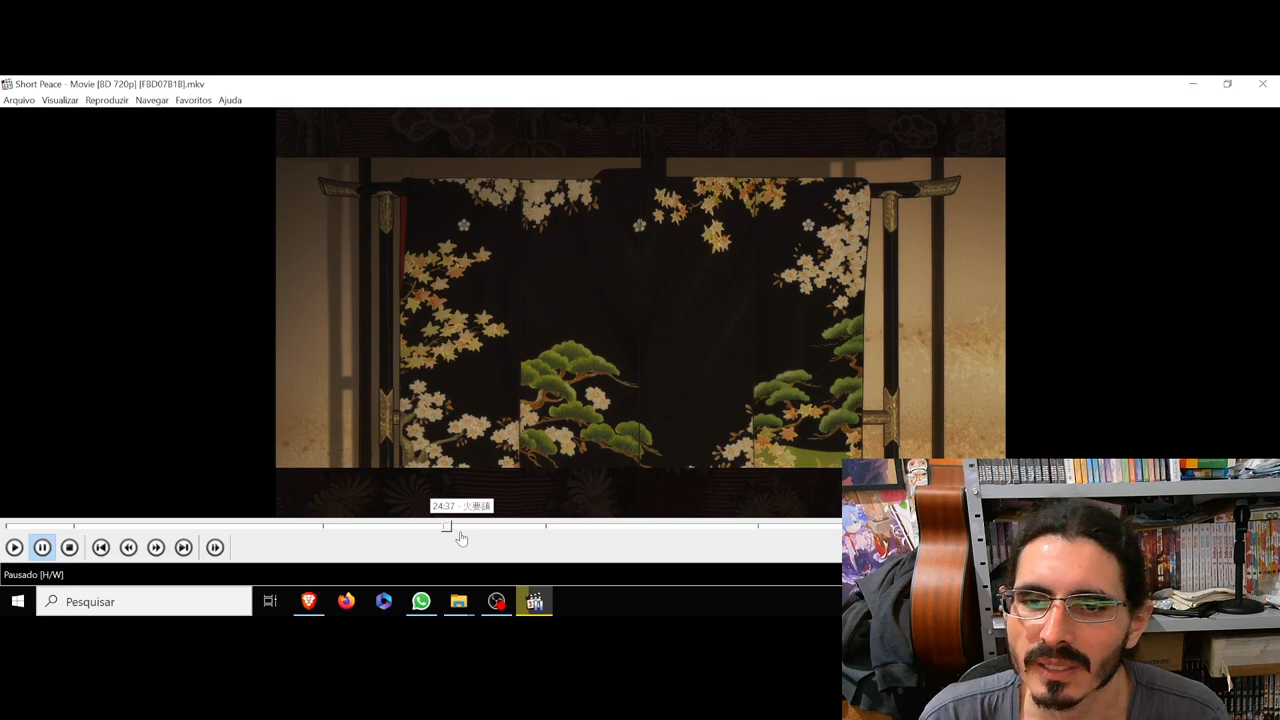 Short Peace - Movie [BD 720p] [FBD07B1B].mkv
Arquivo Visualizar Reproduzir Navegar Favoritos Ajuda
24:37 - 火要鎮
Pausado [H/W]
Pesquisar